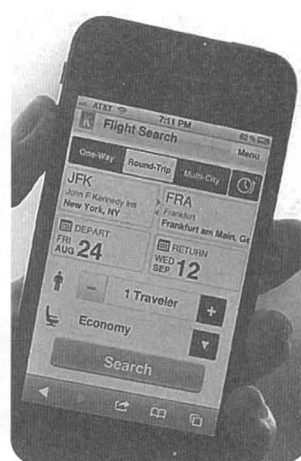 AT&T 7:11 PM 62%
K Flight Search Menu
One-Way Round-Trip Multi-City
JFK FRA
John F Kennedy Intl Frankfurt
New York, NY Frankfurt am Main, Ge
DEPART RETURN
FRI AUG 24 WED SEP 12
− 1 Traveler +
Economy
Search